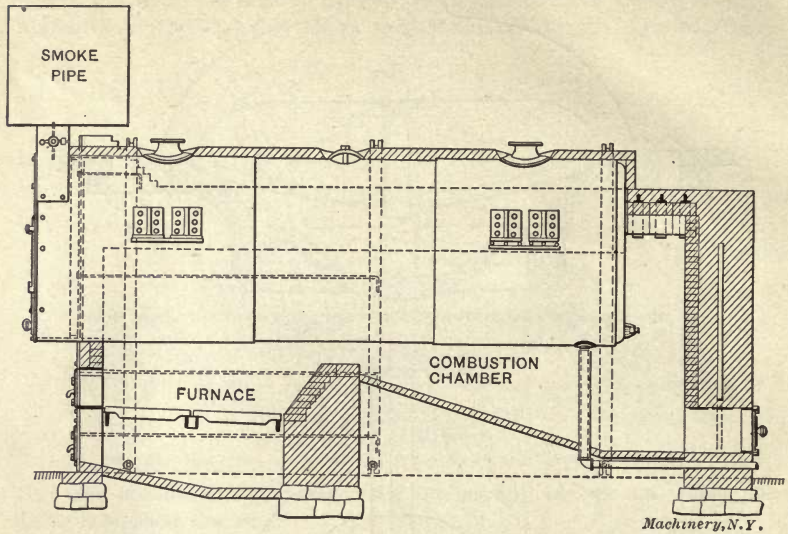 SMOKE
PIPE
FURNACE
COMBUSTION
CHAMBER
Machinery, N.Y.